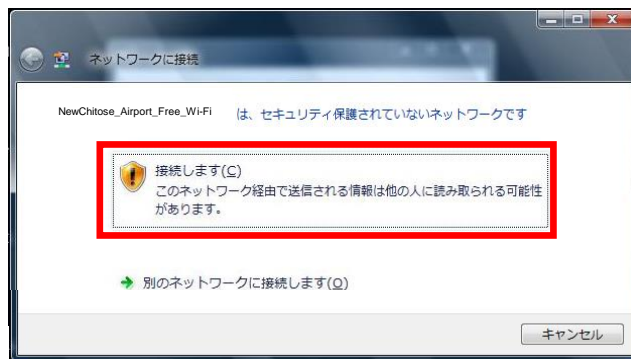 ネットワークに接続
NewChitose_Airport_Free_Wi-Fi は、セキュリティ保護されていないネットワークです
接続します(C)
このネットワーク経由で送信される情報は他の人に読み取られる可能性
があります。
別のネットワークに接続します(O)
キャンセル